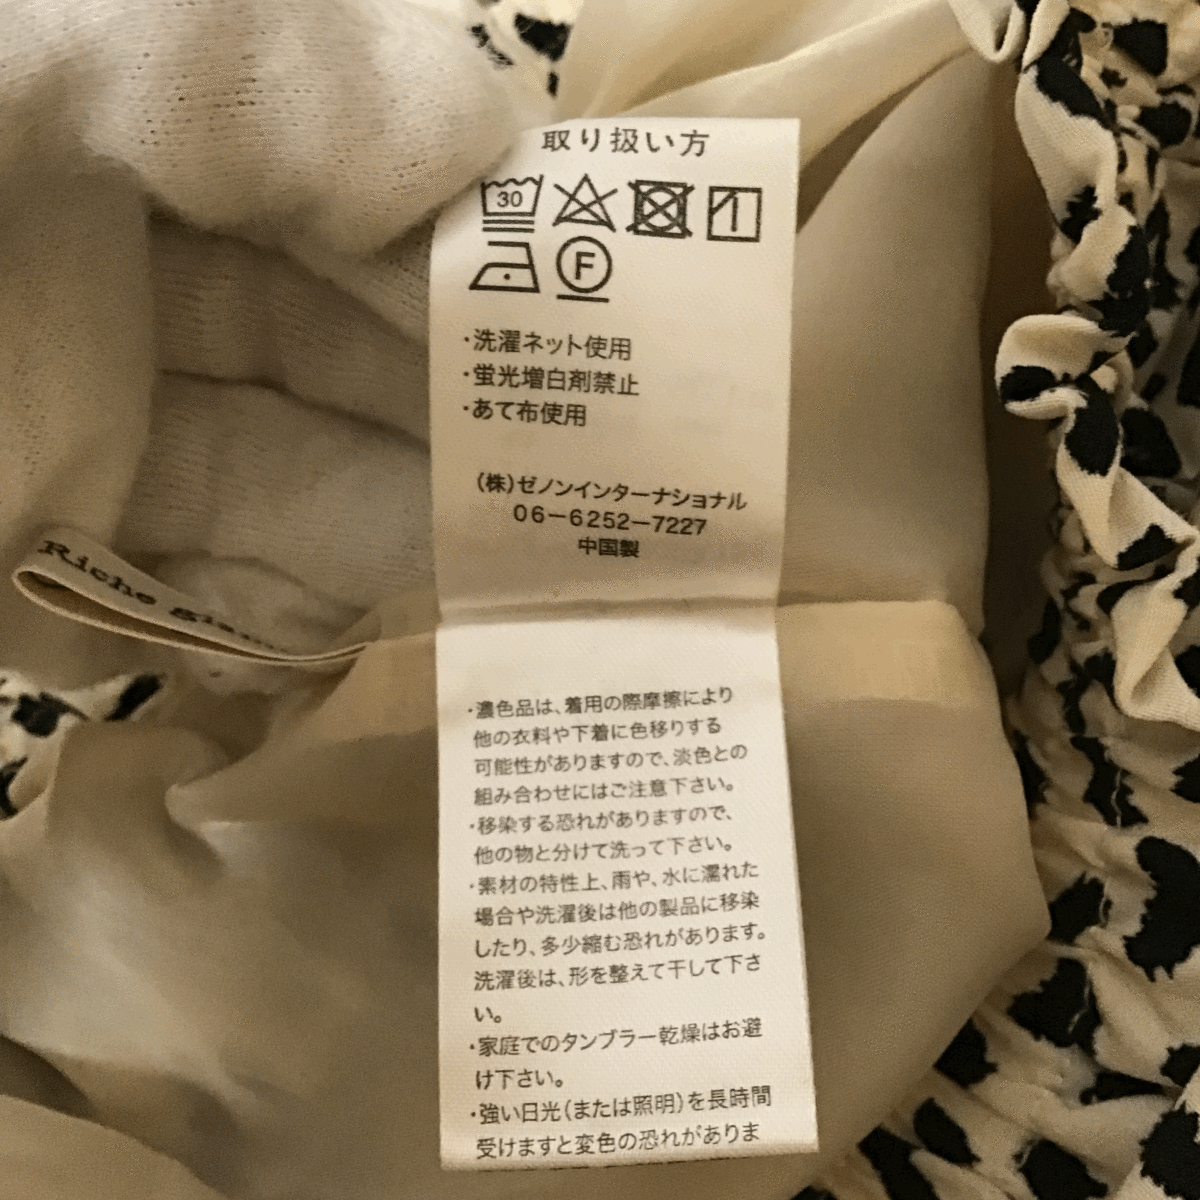 取り扱い方
30
F
・洗濯ネット使用
・蛍光増白剤禁止
・あて布使用
(株)ゼノンインターナショナル
06-6252-7227
中国製
Riche
・濃色品は、着用の際摩擦により
他の衣料や下着に色移りする
可能性がありますので、淡色との
組み合わせにはご注意下さい。
・移染する恐れがありますので、
他の物と分けて洗って下さい。
・素材の特性上、雨や、水に濡れた
場合や洗濯後は他の製品に移染
したり、多少縮む恐れがあります。
洗濯後は、形を整えて干して下さ
い。
・家庭でのタンブラー乾燥はお避
け下さい。
・強い日光(または照明)を長時間
受けますと変色の恐れがありま